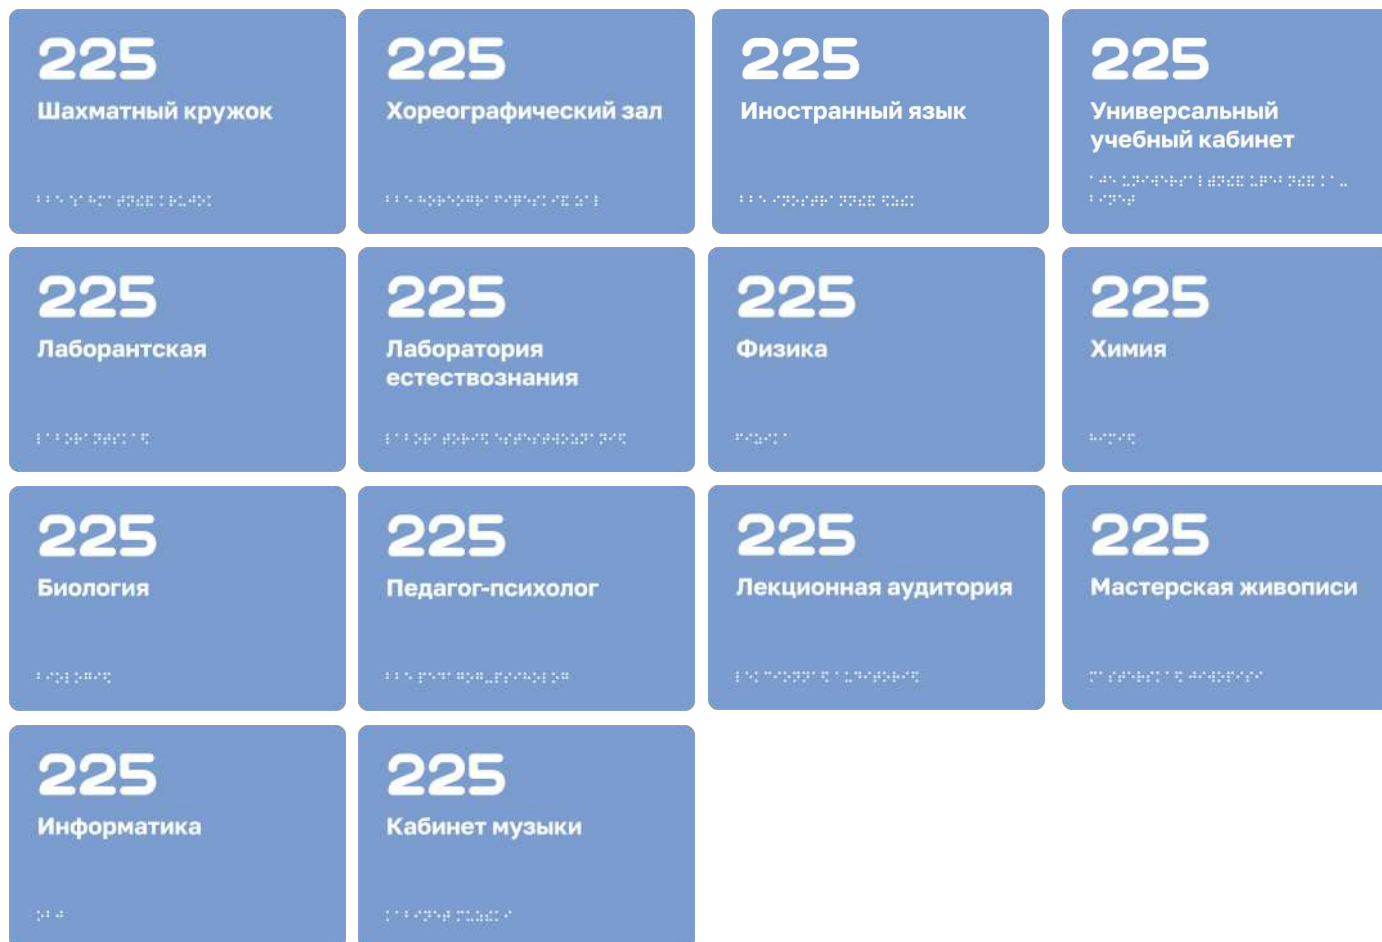 225
Шахматный кружок
⠃⠃⠑ ⠱⠁⠓⠍⠁⠞⠝⠮⠯ ⠅⠗⠥⠚⠕⠅
225
Хореографический зал
⠃⠃⠑ ⠓⠕⠗⠑⠕⠛⠗⠁⠋⠊⠟⠑⠎⠅⠊⠯ ⠵⠁⠇
225
Иностранный язык
⠃⠃⠑ ⠊⠝⠕⠎⠞⠗⠁⠝⠝⠮⠯ ⠫⠵⠮⠅
225
Универсальный
учебный кабинет
⠥⠝⠊⠺⠑⠗⠎⠁⠇⠾⠝⠮⠯ ⠥⠟⠑⠃⠝⠮⠯ ⠅⠁⠤
⠃⠊⠝⠑⠞
225
Лаборантская
⠇⠁⠃⠕⠗⠁⠝⠞⠎⠅⠁⠫
225
Лаборатория
естествознания
⠇⠁⠃⠕⠗⠁⠞⠕⠗⠊⠫ ⠑⠎⠞⠑⠎⠞⠺⠕⠵⠝⠁⠝⠊⠫
225
Физика
⠋⠊⠵⠊⠅⠁
225
Химия
⠓⠊⠍⠊⠫
225
Биология
⠃⠊⠕⠇⠕⠛⠊⠫
225
Педагог-психолог
⠃⠃⠑ ⠏⠑⠙⠁⠛⠕⠛⠤⠏⠎⠊⠓⠕⠇⠕⠛
225
Лекционная аудитория
⠇⠑⠅⠉⠊⠕⠝⠝⠁⠫ ⠁⠥⠙⠊⠞⠕⠗⠊⠫
225
Мастерская живописи
⠍⠁⠎⠞⠑⠗⠎⠅⠁⠫ ⠚⠊⠺⠕⠏⠊⠎⠊
225
Информатика
⠕⠃⠚
225
Кабинет музыки
⠅⠁⠃⠊⠝⠑⠞ ⠍⠥⠵⠮⠅⠊